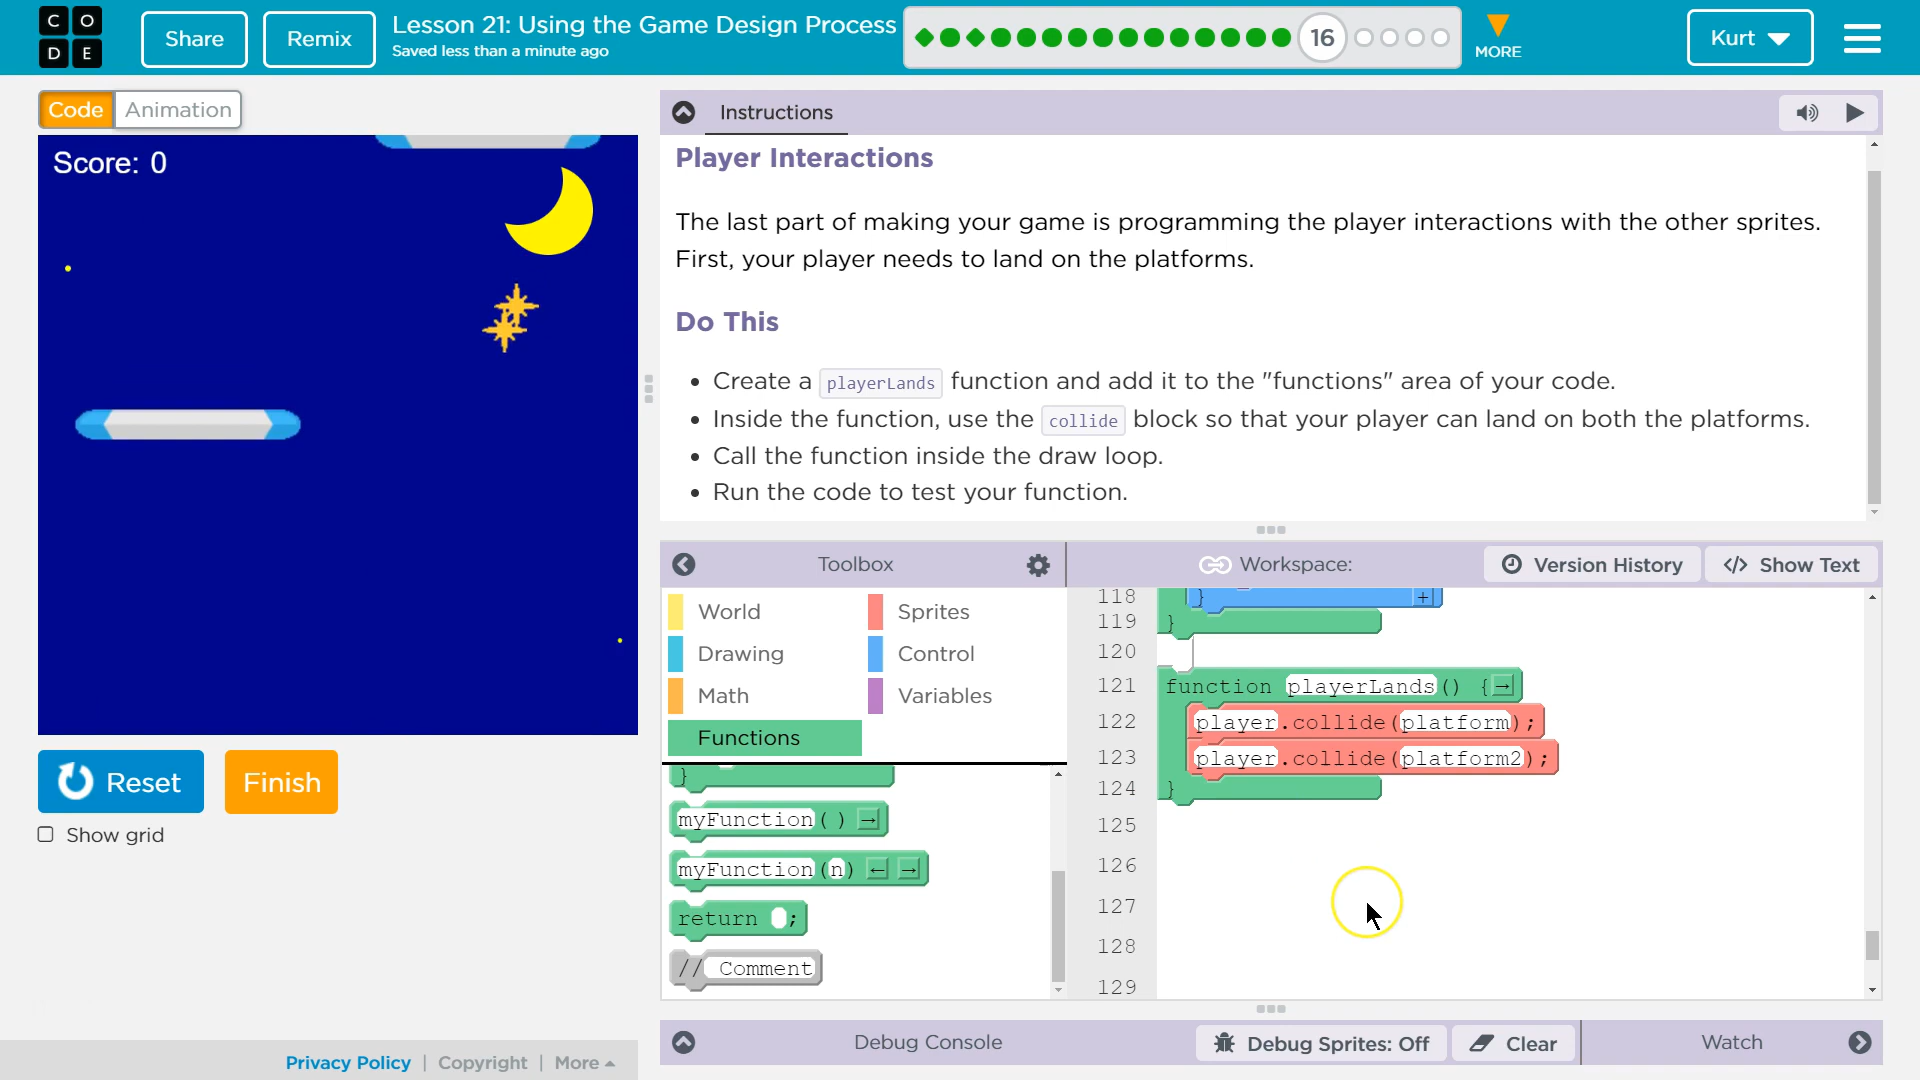 C O
D E
Share
Remix
Lesson 21: Using the Game Design Process
Saved less than a minute ago
16
MORE
Kurt
Code
Animation
Instructions
Score: 0
Player Interactions
The last part of making your game is programming the player interactions with the other sprites.
First, your player needs to land on the platforms.
Do This
• Create a playerLands function and add it to the "functions" area of your code.
• Inside the function, use the collide block so that your player can land on both the platforms.
• Call the function inside the draw loop.
• Run the code to test your function.
Toolbox
Workspace:
Version History
</> Show Text
World
Sprites
Drawing
Control
Math
Variables
Functions
}
myFunction() →
myFunction(n) ← →
return ;
// Comment
118 } +
119 }
120
121 function playerLands() { →
122 player.collide(platform);
123 player.collide(platform2);
124 }
125
126
127
128
129
Reset
Finish
Show grid
Debug Console
Debug Sprites: Off
Clear
Watch
Privacy Policy | Copyright | More